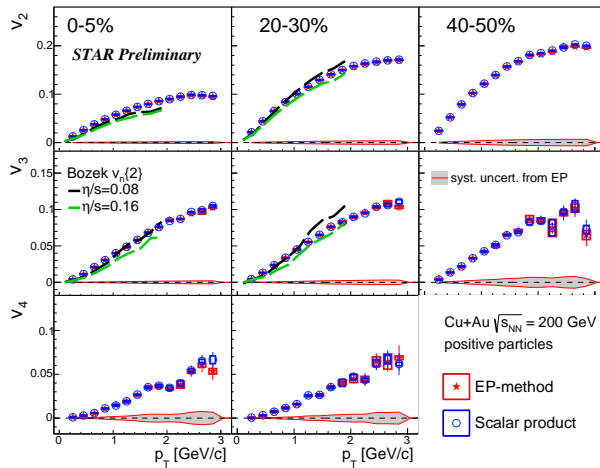 0-5%
20-30%
40-50%
v2
STAR Preliminary
0.2
0.1
0
v3
Bozek vn{2}
η/s=0.08
η/s=0.16
syst. uncert. from EP
0.1
0.05
0
v4
0.1
0.05
0
Cu+Au √sNN = 200 GeV
positive particles
EP-method
Scalar product
0 1 2 3
0 1 2 3
pT [GeV/c]
pT [GeV/c]